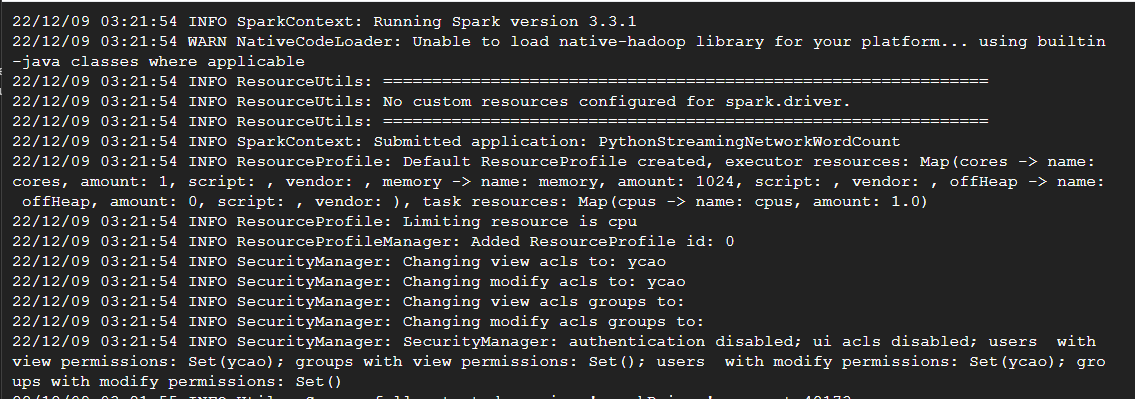 22/12/09 03:21:54 INFO SparkContext: Running Spark version 3.3.1
22/12/09 03:21:54 WARN NativeCodeLoader: Unable to load native-hadoop library for your platform... using builtin
-java classes where applicable
22/12/09 03:21:54 INFO ResourceUtils: ==============================================================
22/12/09 03:21:54 INFO ResourceUtils: No custom resources configured for spark.driver.
22/12/09 03:21:54 INFO ResourceUtils: ==============================================================
22/12/09 03:21:54 INFO SparkContext: Submitted application: PythonStreamingNetworkWordCount
22/12/09 03:21:54 INFO ResourceProfile: Default ResourceProfile created, executor resources: Map(cores -> name:
cores, amount: 1, script: , vendor: , memory -> name: memory, amount: 1024, script: , vendor: , offHeap -> name:
 offHeap, amount: 0, script: , vendor: ), task resources: Map(cpus -> name: cpus, amount: 1.0)
22/12/09 03:21:54 INFO ResourceProfile: Limiting resource is cpu
22/12/09 03:21:54 INFO ResourceProfileManager: Added ResourceProfile id: 0
22/12/09 03:21:54 INFO SecurityManager: Changing view acls to: ycao
22/12/09 03:21:54 INFO SecurityManager: Changing modify acls to: ycao
22/12/09 03:21:54 INFO SecurityManager: Changing view acls groups to:
22/12/09 03:21:54 INFO SecurityManager: Changing modify acls groups to:
22/12/09 03:21:54 INFO SecurityManager: SecurityManager: authentication disabled; ui acls disabled; users  with
view permissions: Set(ycao); groups with view permissions: Set(); users  with modify permissions: Set(ycao); gro
ups with modify permissions: Set()